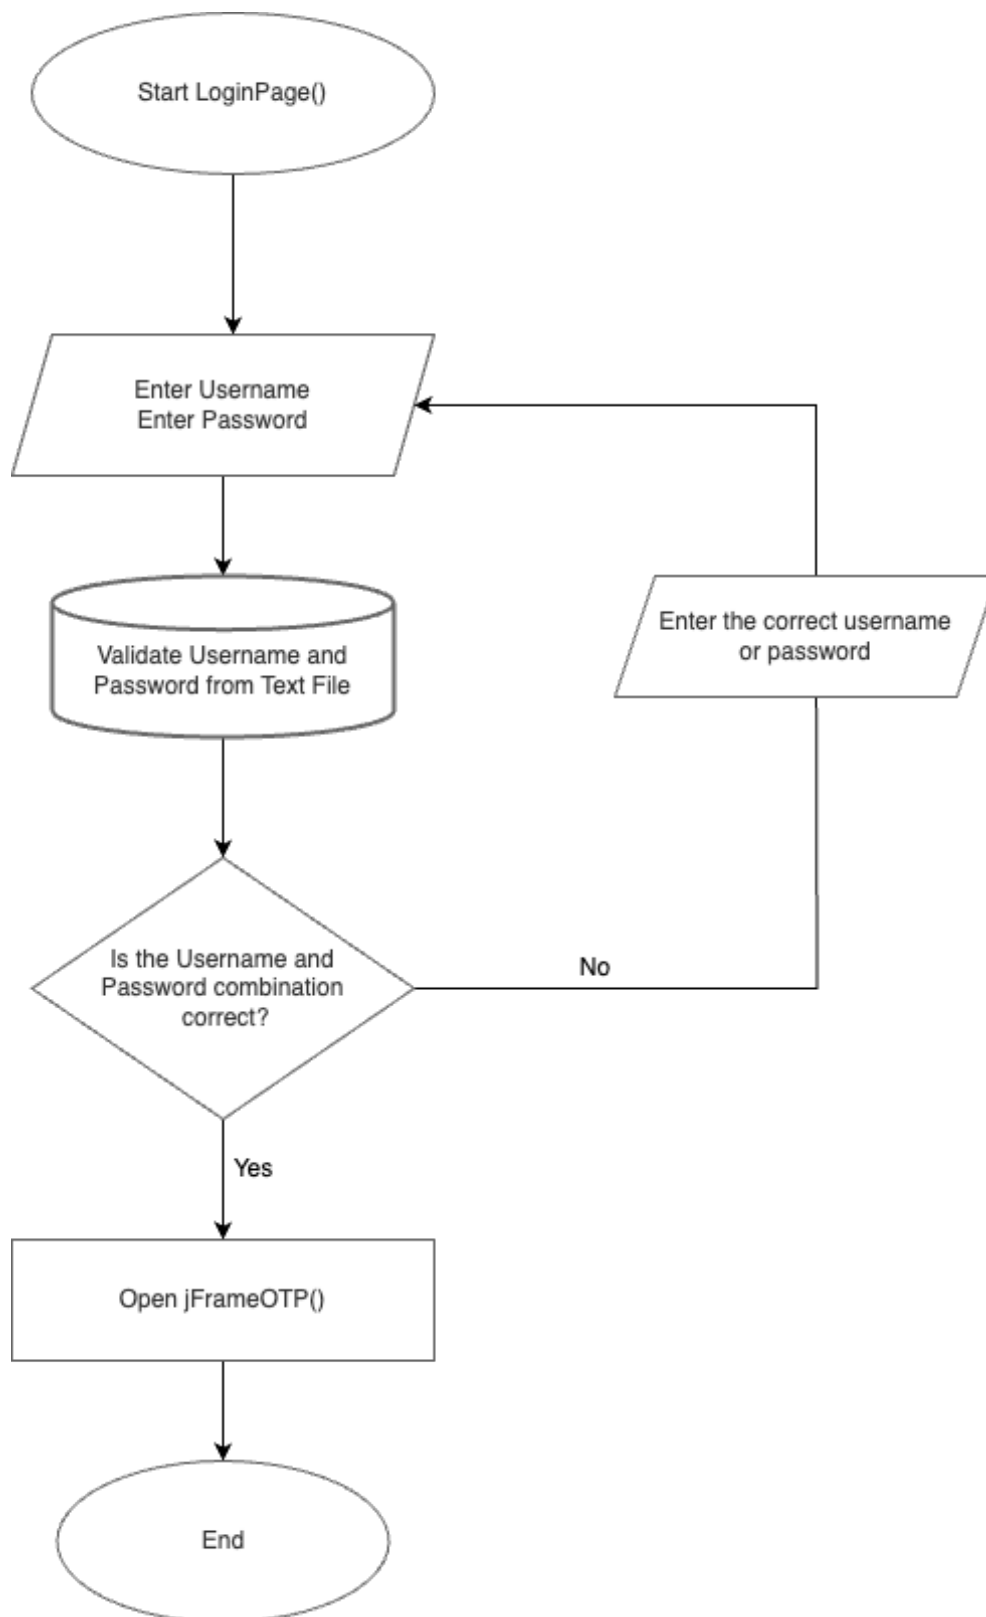 Start LoginPage()
Enter Username
Enter Password
Validate Username and
Password from Text File
Enter the correct username
or password
Is the Username and
Password combination
correct?
No
Yes
Open jFrameOTP()
End